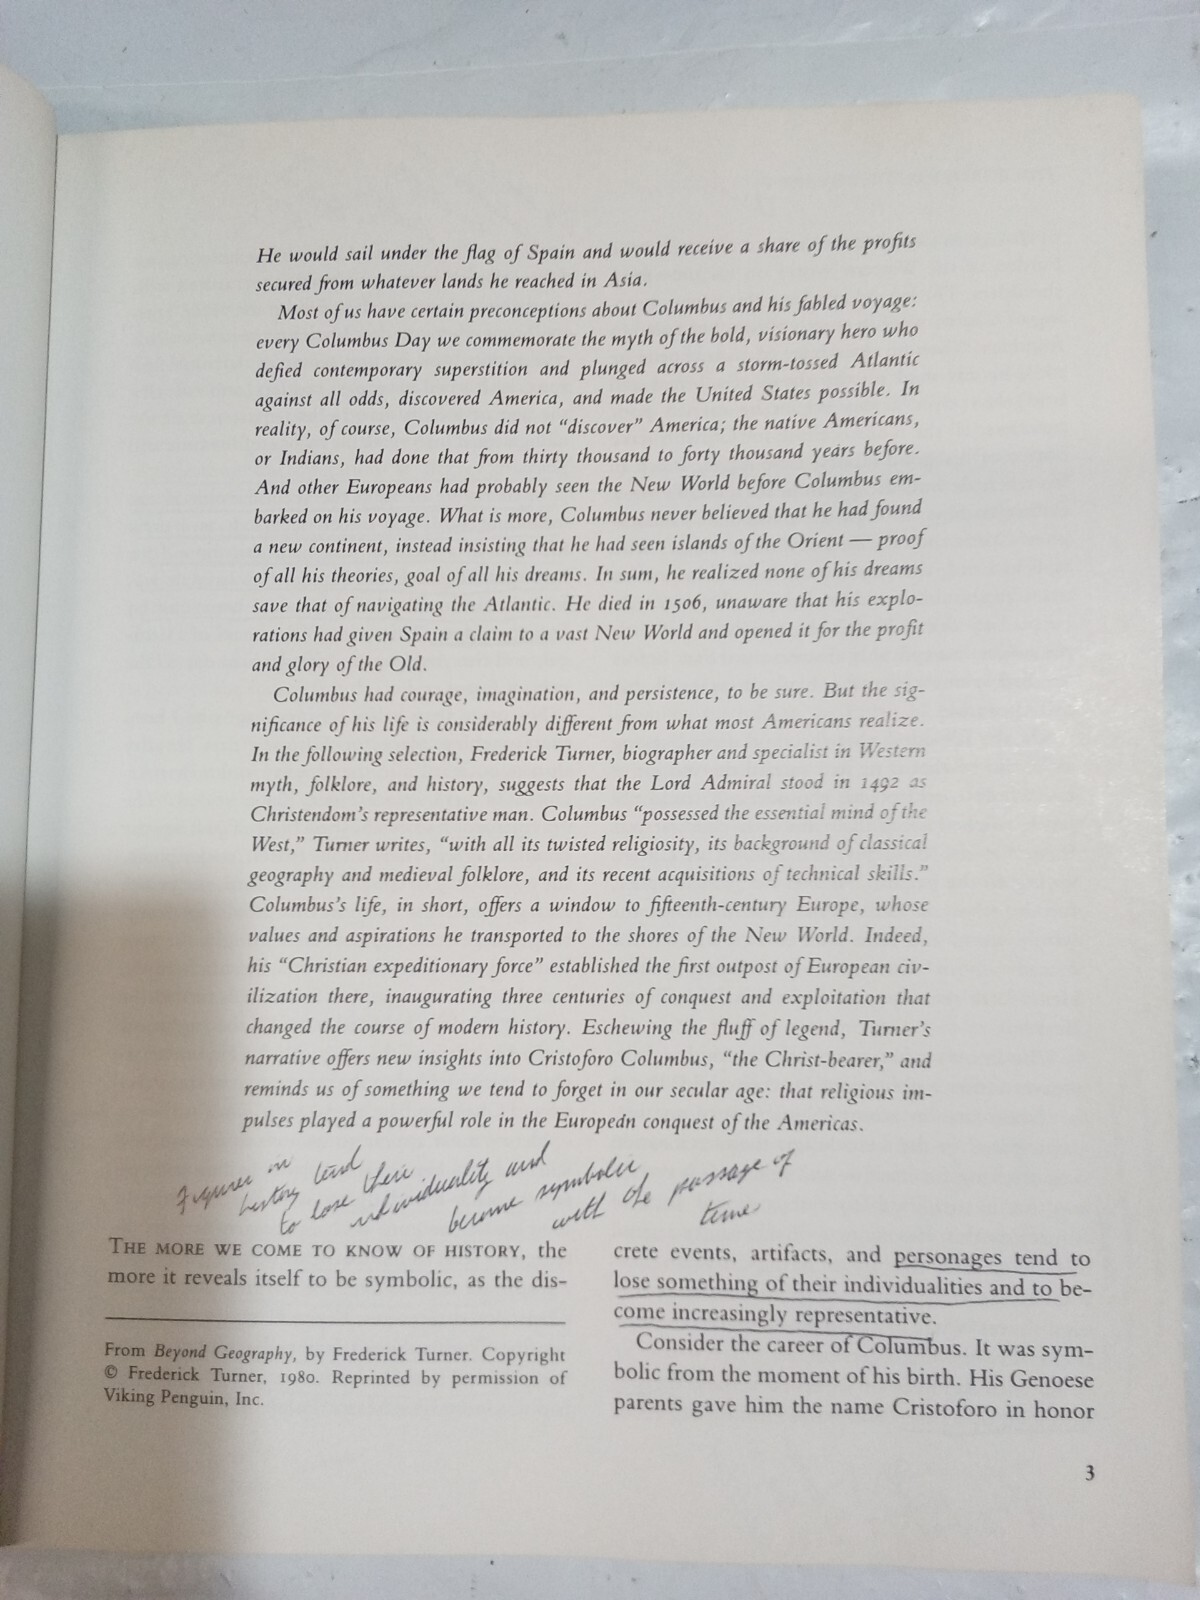 He would sail under the flag of Spain and would receive a share of the profits
secured from whatever lands he reached in Asia.
Most of us have certain preconceptions about Columbus and his fabled voyage:
every Columbus Day we commemorate the myth of the bold, visionary hero who
defied contemporary superstition and plunged across a storm-tossed Atlantic
against all odds, discovered America, and made the United States possible. In
reality, of course, Columbus did not “discover” America; the native Americans,
or Indians, had done that from thirty thousand to forty thousand years before.
And other Europeans had probably seen the New World before Columbus em-
barked on his voyage. What is more, Columbus never believed that he had found
a new continent, instead insisting that he had seen islands of the Orient — proof
of all his theories, goal of all his dreams. In sum, he realized none of his dreams
save that of navigating the Atlantic. He died in 1506, unaware that his explo-
rations had given Spain a claim to a vast New World and opened it for the profit
and glory of the Old.
Columbus had courage, imagination, and persistence, to be sure. But the sig-
nificance of his life is considerably different from what most Americans realize.
In the following selection, Frederick Turner, biographer and specialist in Western
myth, folklore, and history, suggests that the Lord Admiral stood in 1492 as
Christendom’s representative man. Columbus “possessed the essential mind of the
West,” Turner writes, “with all its twisted religiosity, its background of classical
geography and medieval folklore, and its recent acquisitions of technical skills.”
Columbus’s life, in short, offers a window to fifteenth-century Europe, whose
values and aspirations he transported to the shores of the New World. Indeed,
his “Christian expeditionary force” established the first outpost of European civ-
ilization there, inaugurating three centuries of conquest and exploitation that
changed the course of modern history. Eschewing the fluff of legend, Turner’s
narrative offers new insights into Cristoforo Columbus, “the Christ-bearer,” and
reminds us of something we tend to forget in our secular age: that religious im-
pulses played a powerful role in the European conquest of the Americas.
Figures in
history tend
to lose their
individuality and
become symbolic
with the passage of
time
THE MORE WE COME TO KNOW OF HISTORY, the
more it reveals itself to be symbolic, as the dis-
From Beyond Geography, by Frederick Turner. Copyright
© Frederick Turner, 1980. Reprinted by permission of
Viking Penguin, Inc.
crete events, artifacts, and personages tend to
lose something of their individualities and to be-
come increasingly representative.
Consider the career of Columbus. It was sym-
bolic from the moment of his birth. His Genoese
parents gave him the name Cristoforo in honor
3